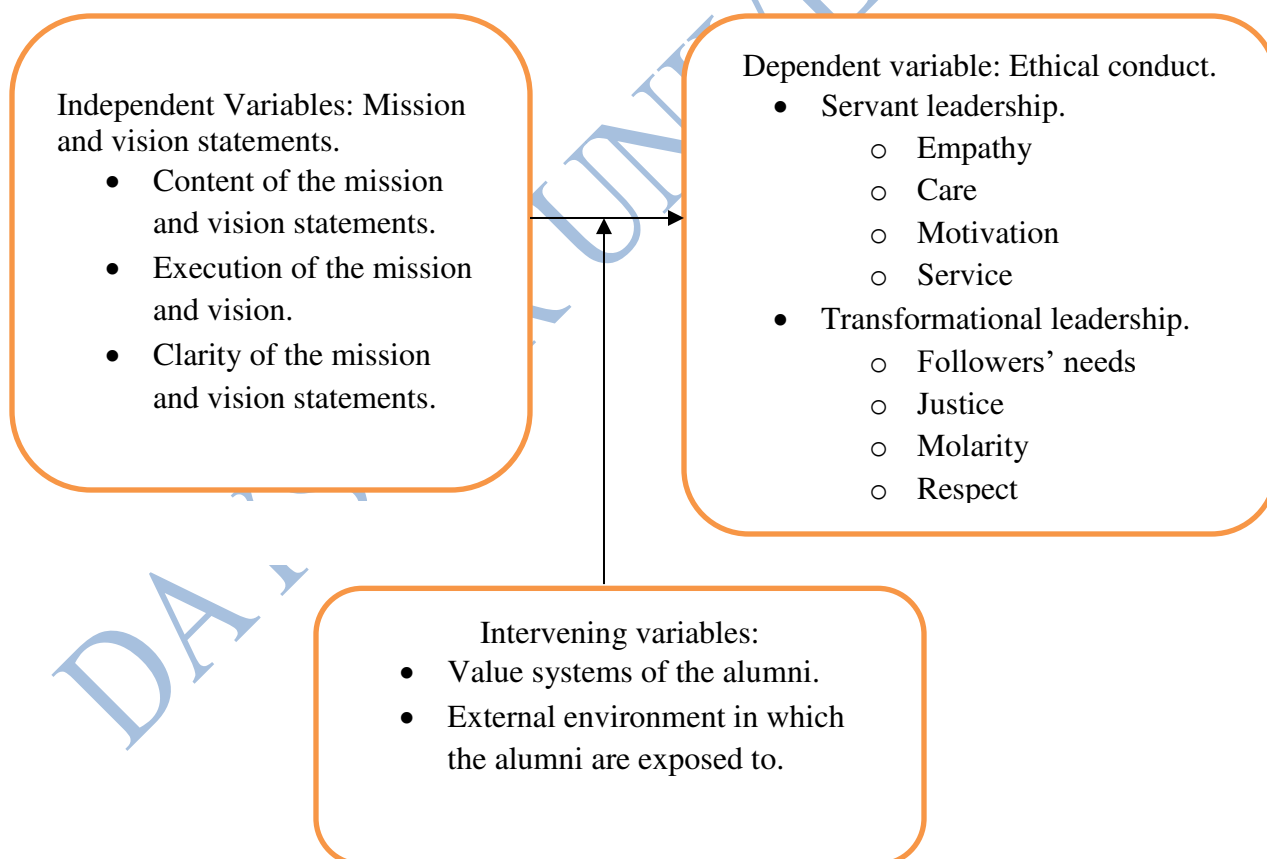 Independent Variables: Mission
and vision statements.
• Content of the mission
and vision statements.
• Execution of the mission
and vision.
• Clarity of the mission
and vision statements.
Dependent variable: Ethical conduct.
• Servant leadership.
o Empathy
o Care
o Motivation
o Service
• Transformational leadership.
o Followers’ needs
o Justice
o Molarity
o Respect
Intervening variables:
• Value systems of the alumni.
• External environment in which
the alumni are exposed to.